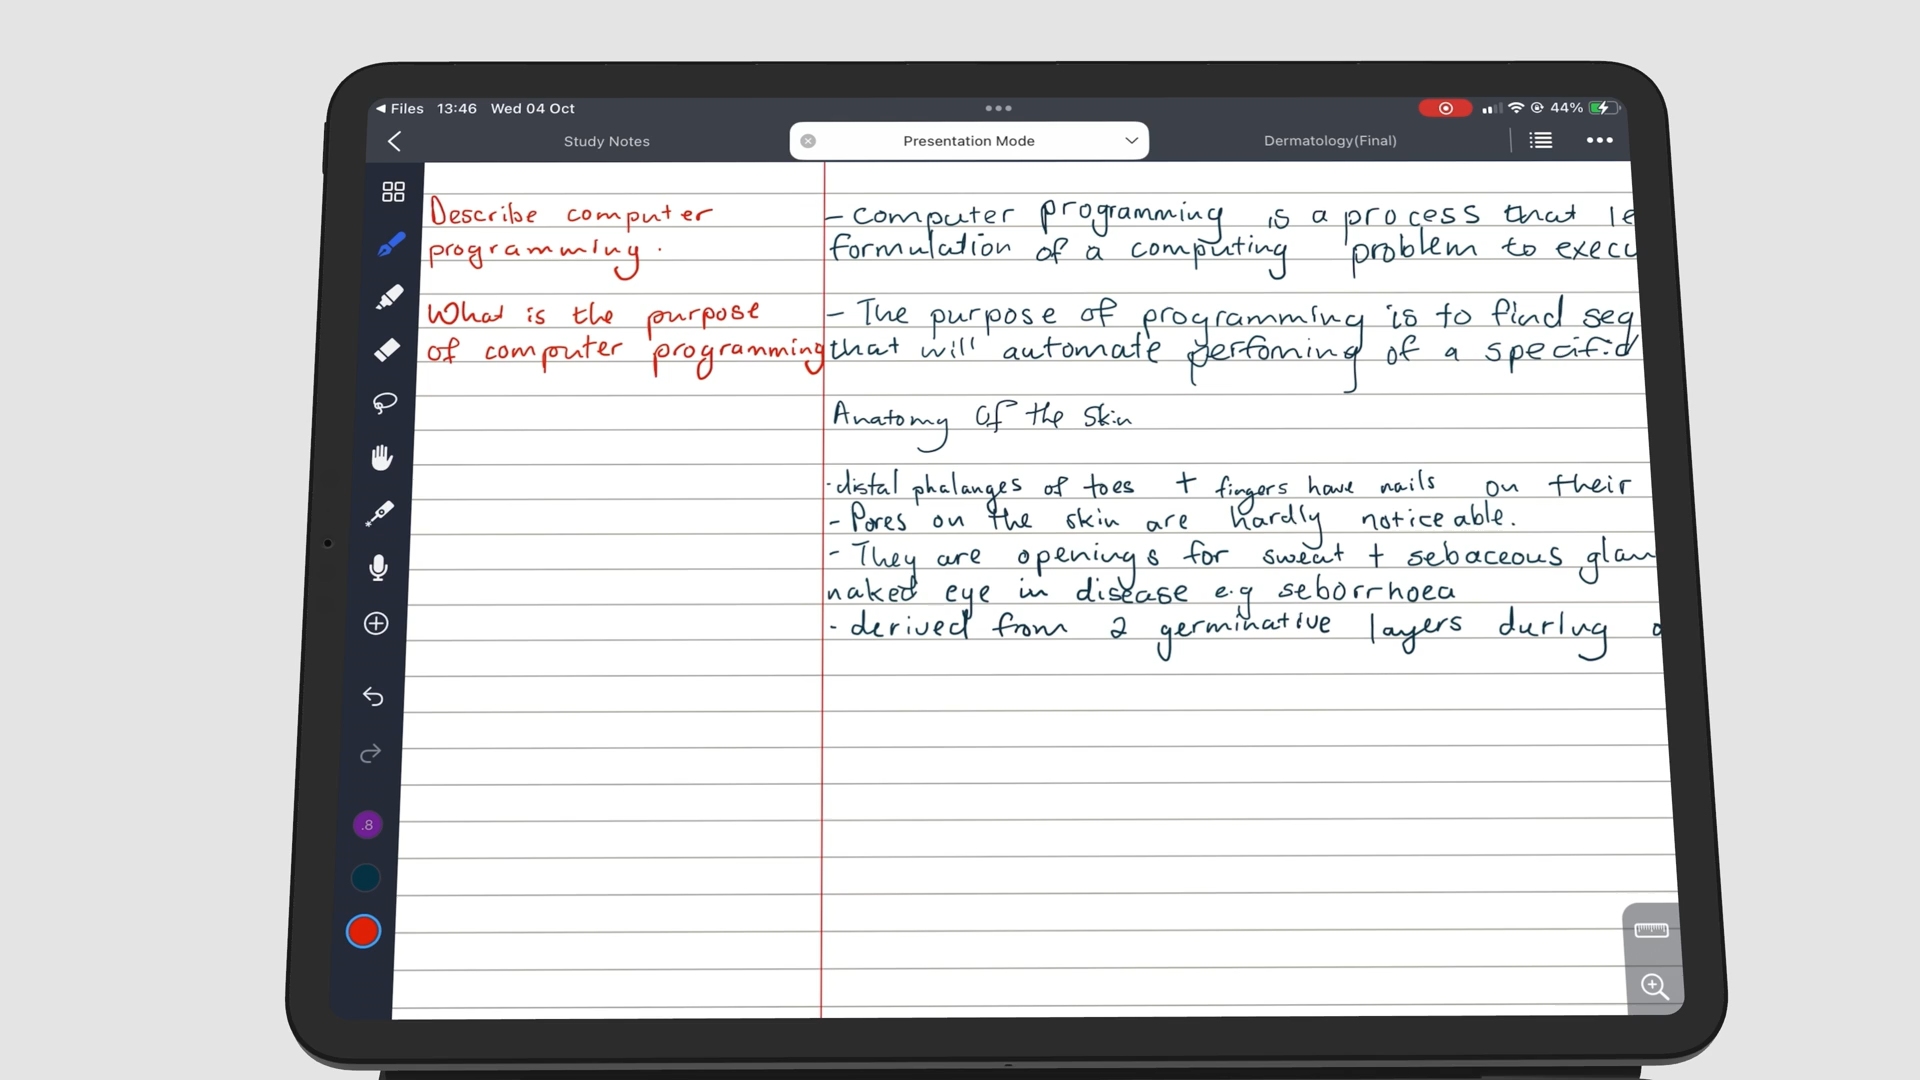 Files 13:46 Wed 04 Oct 44%
Study Notes Presentation Mode Dermatology(Final)
Describe computer
programming.
What is the purpose
of computer programming
- Computer programming is a process that le
formulation of a computing problem to execu
- The purpose of programming is to find seq
that will automate perfoming of a specific
Anatomy Of the Skin
· distal phalanges of toes + fingers have nails on their
- Pores on the skin are hardly noticeable.
- They are openings for sweat + sebaceous glan
naked eye in disease e.g seborrhoea
- derived from 2 germinative layers during
.8